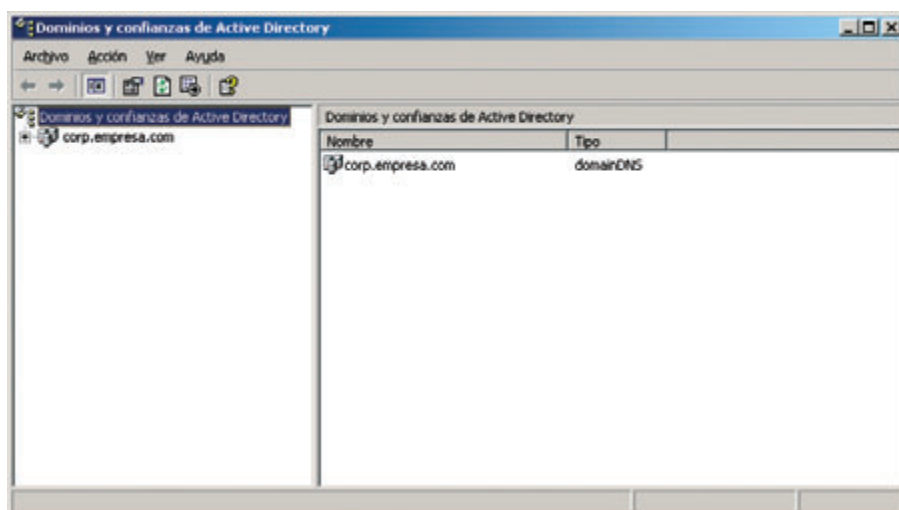 Dominios y confianzas de Active Directory
Archivo Acción Ver Ayuda
Dominios y confianzas de Active Directory
corp.empresa.com
Dominios y confianzas de Active Directory
Nombre Tipo
corp.empresa.com domainDNS